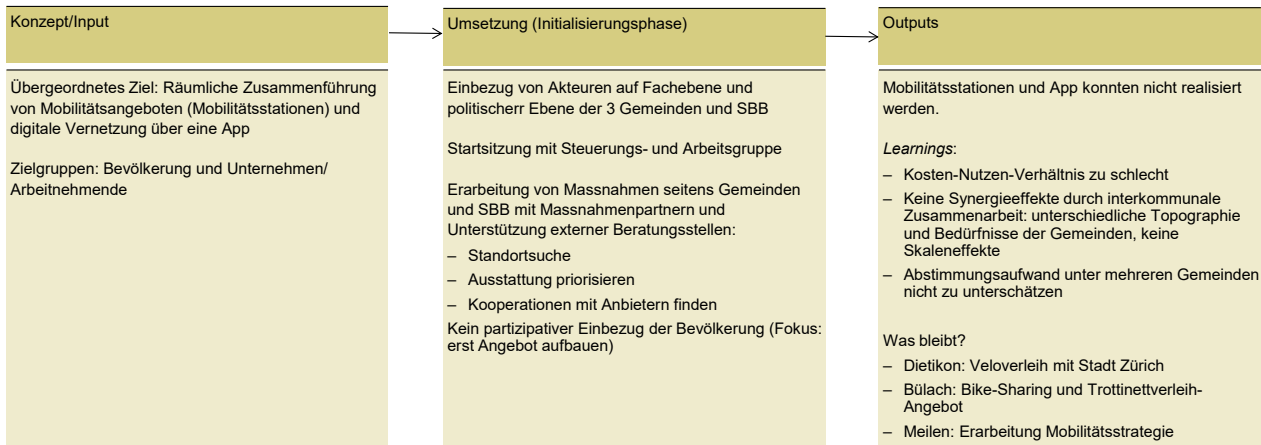 Konzept/Input
Übergeordnetes Ziel: Räumliche Zusammenführung
von Mobilitätsangeboten (Mobilitätsstationen) und
digitale Vernetzung über eine App
Zielgruppen: Bevölkerung und Unternehmen/
Arbeitnehmende
Umsetzung (Initialisierungsphase)
Einbezug von Akteuren auf Fachebene und
politischerr Ebene der 3 Gemeinden und SBB
Startsitzung mit Steuerungs- und Arbeitsgruppe
Erarbeitung von Massnahmen seitens Gemeinden
und SBB mit Massnahmenpartnern und
Unterstützung externer Beratungsstellen:
– Standortsuche
– Ausstattung priorisieren
– Kooperationen mit Anbietern finden
Kein partizipativer Einbezug der Bevölkerung (Fokus:
erst Angebot aufbauen)
Outputs
Mobilitätsstationen und App konnten nicht realisiert
werden.
Learnings:
– Kosten-Nutzen-Verhältnis zu schlecht
– Keine Synergieeffekte durch interkommunale
Zusammenarbeit: unterschiedliche Topographie
und Bedürfnisse der Gemeinden, keine
Skaleneffekte
– Abstimmungsaufwand unter mehreren Gemeinden
nicht zu unterschätzen
Was bleibt?
– Dietikon: Veloverleih mit Stadt Zürich
– Bülach: Bike-Sharing und Trottinettverleih-
Angebot
– Meilen: Erarbeitung Mobilitätsstrategie